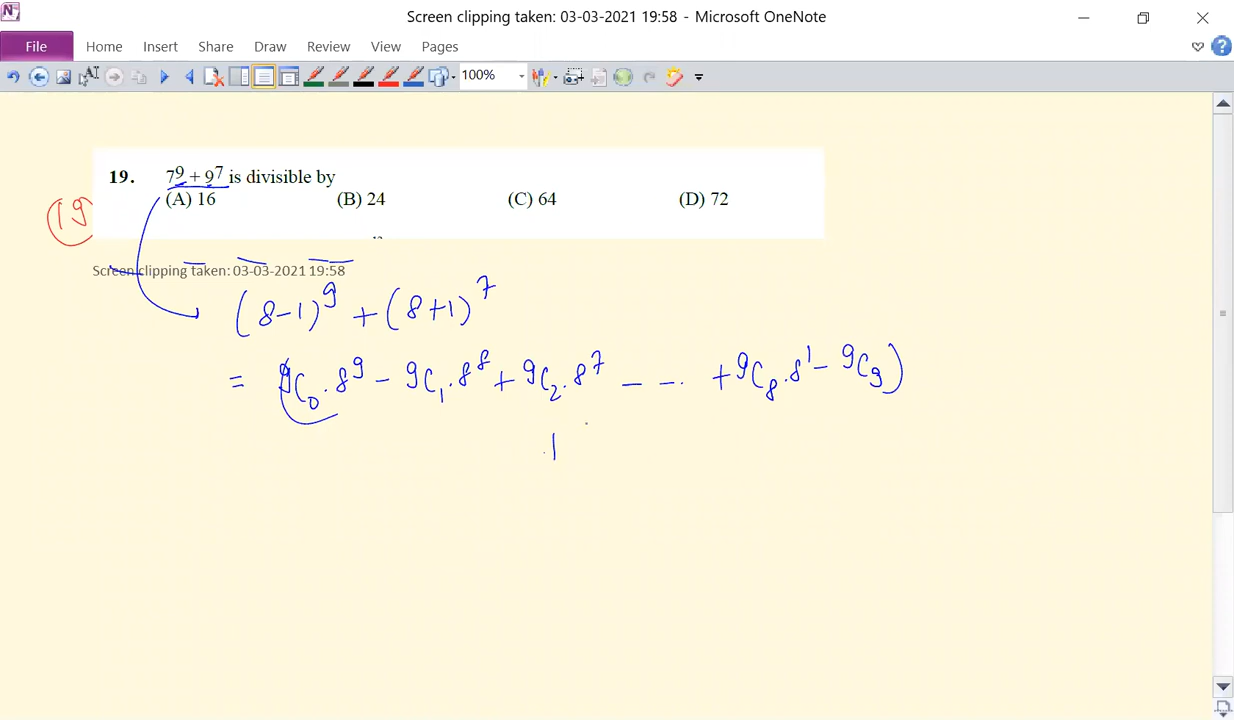 Screen clipping taken: 03-03-2021 19:58 - Microsoft OneNote
File Home Insert Share Draw Review View Pages
100%
19. 7⁹ + 9⁷ is divisible by
(A) 16 (B) 24 (C) 64 (D) 72
19
Screen clipping taken: 03-03-2021 19:58
(8-1)⁹ + (8+1)⁷
= (⁹C₀.8⁹ - ⁹C₁.8⁸ + ⁹C₂.8⁷ - - - . + ⁹C₈.8¹ - ⁹C₉)